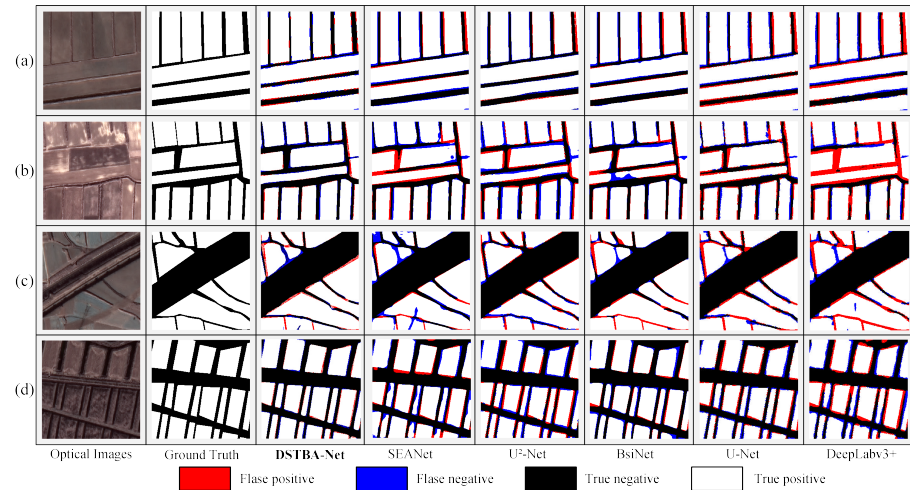 (a)
(b)
(c)
(d)
Optical Images Ground Truth DSTBA-Net SEANet U²-Net BsiNet U-Net DeepLabv3+
Flase positive Flase negative True negative True positive